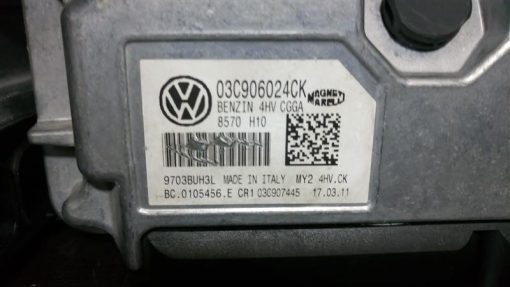 03C906024CK
MAGNETI
MARELLI
BENZIN 4HV CGGA
8570 H10
9703BUH3L MADE IN ITALY MY2 4HV.CK
BC.0105456.E CR1 03C907445 17.03.11